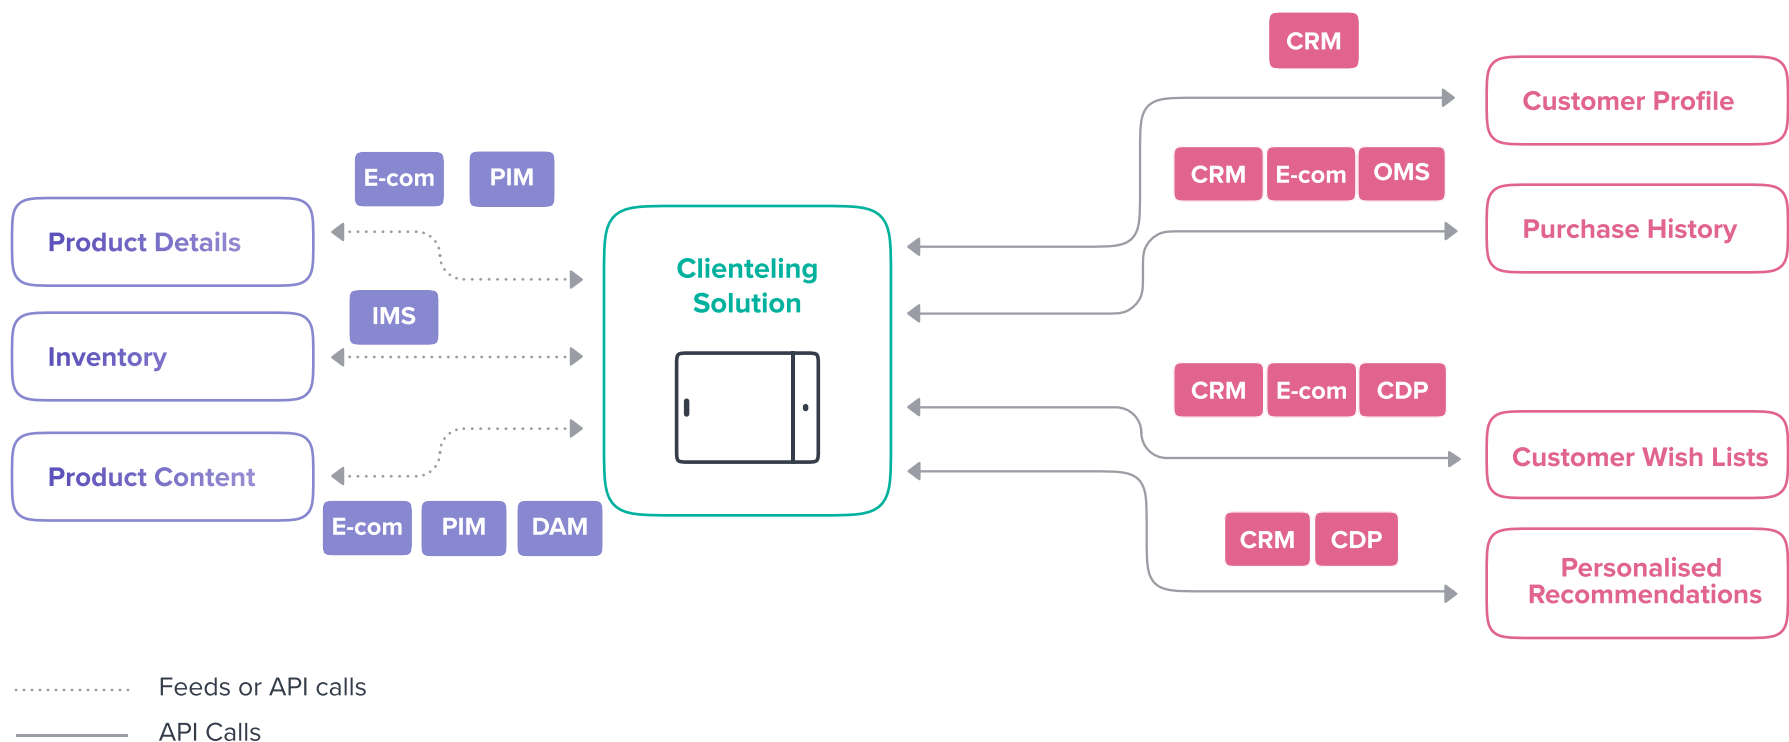 E-com
PIM
Product Details
IMS
Inventory
Product Content
E-com
PIM
DAM
Clienteling
Solution
CRM
Customer Profile
CRM
E-com
OMS
Purchase History
CRM
E-com
CDP
Customer Wish Lists
CRM
CDP
Personalised
Recommendations
Feeds or API calls
API Calls